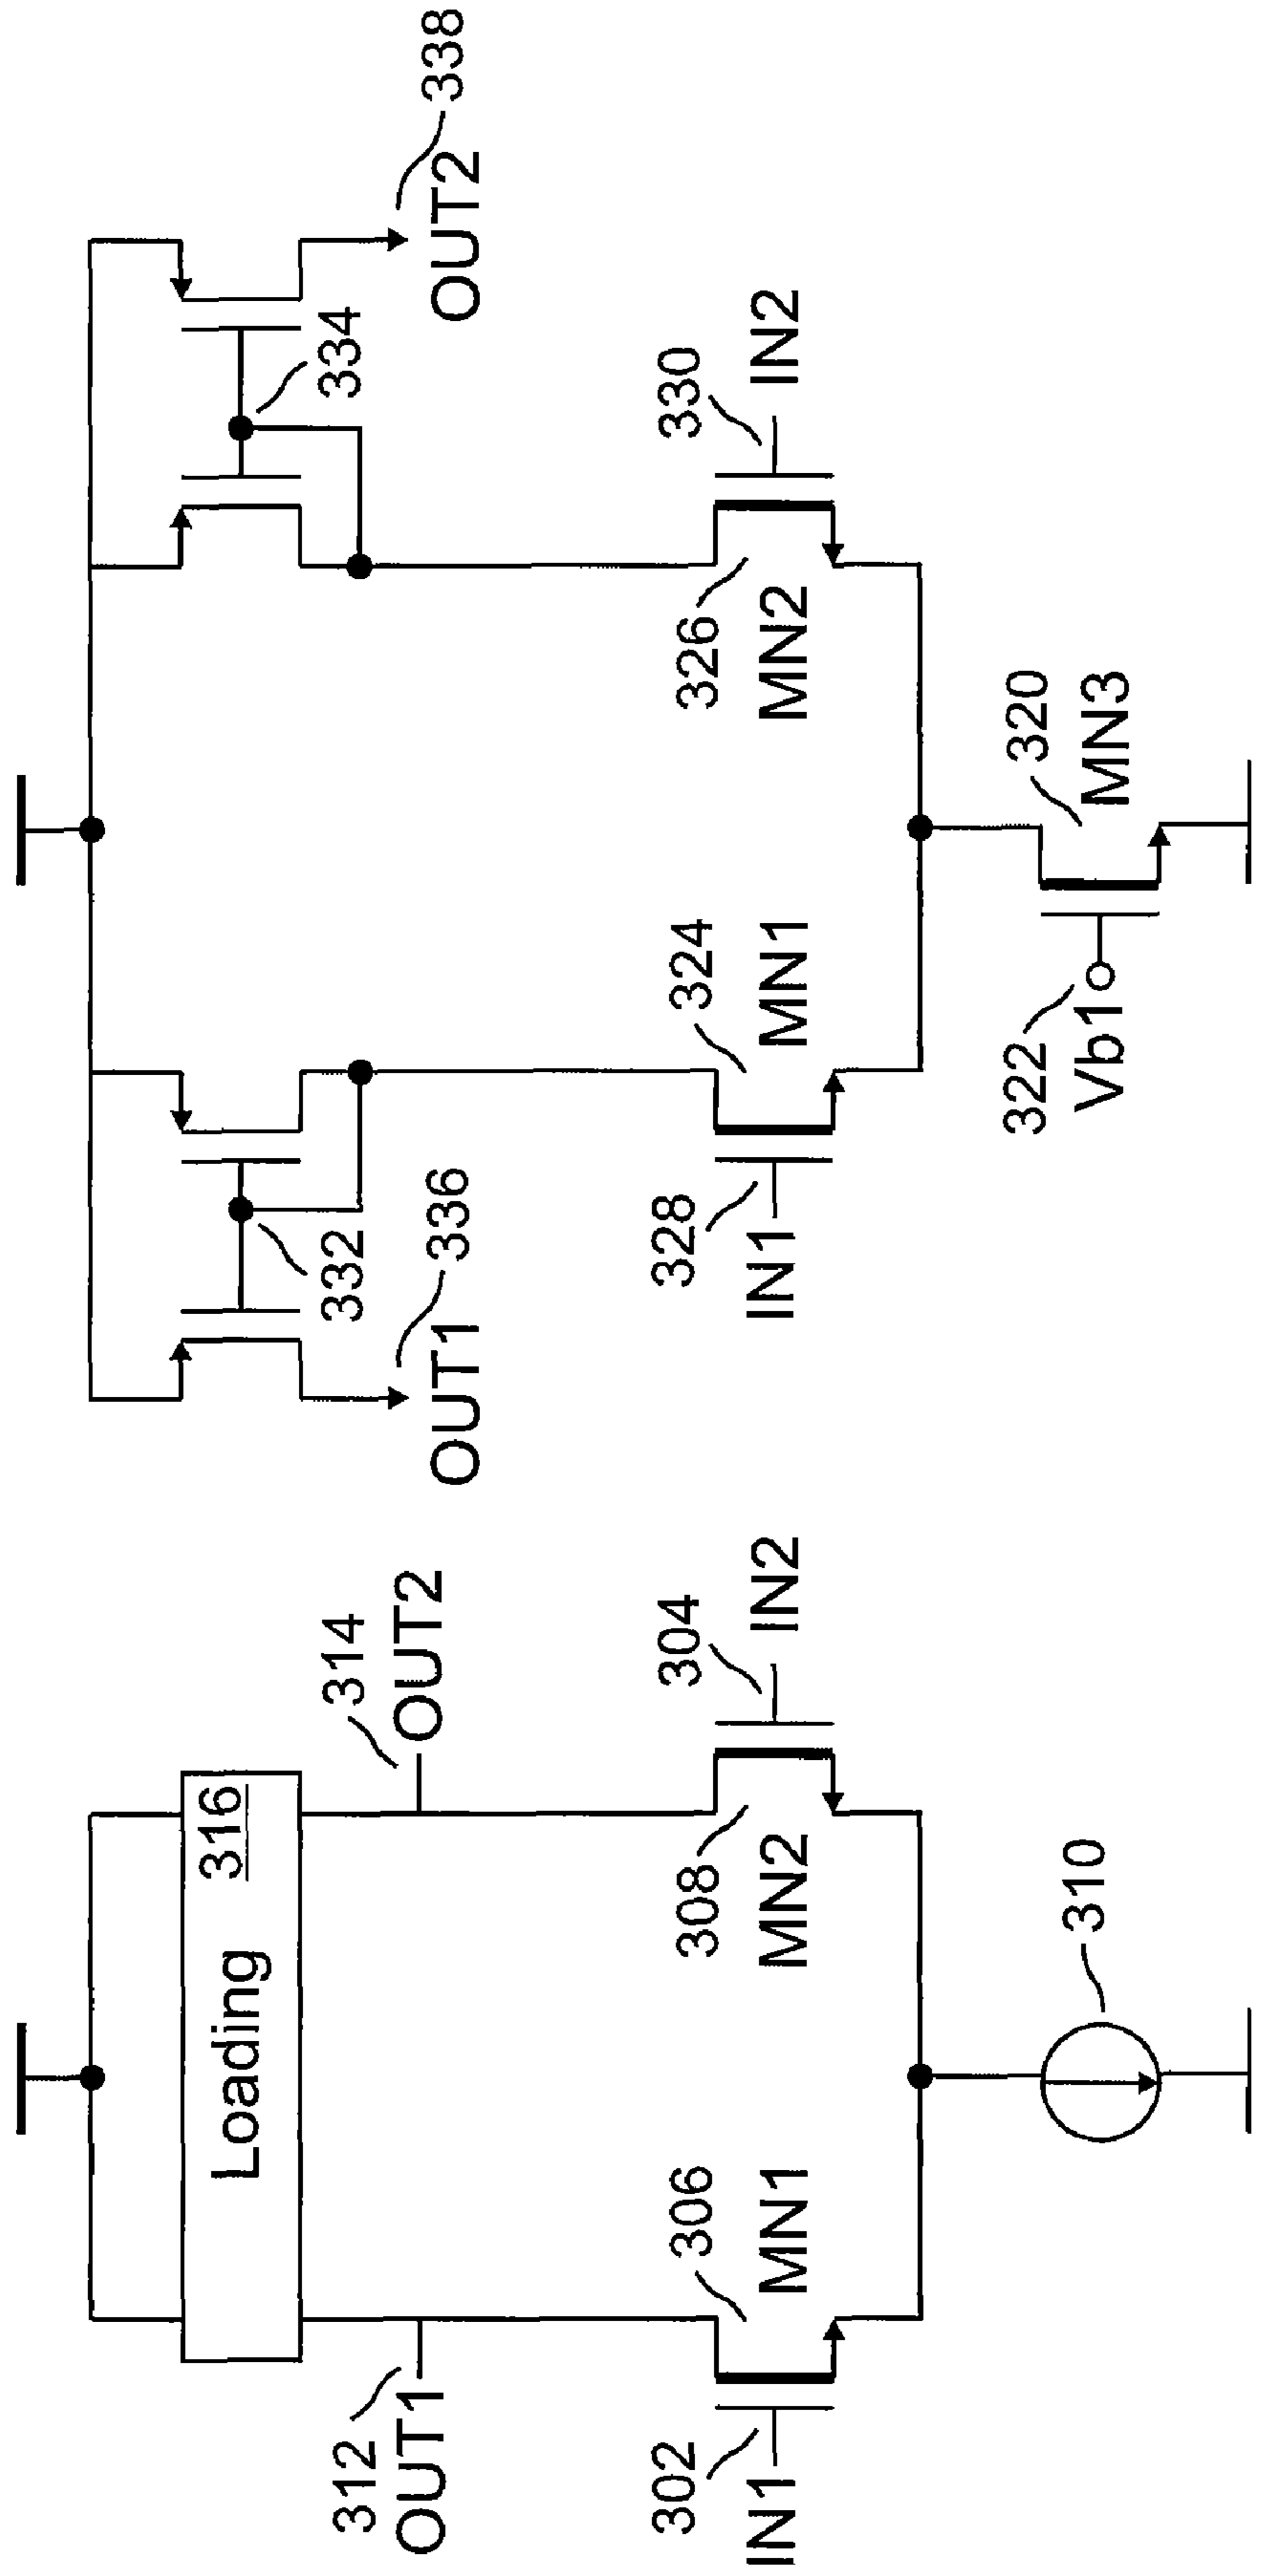 316
Loading
312
OUT1
314
OUT2
302
IN1
306
MN1
308
MN2
304
IN2
310
332
334
336
OUT1
338
OUT2
328
IN1
324
MN1
326
MN2
330
IN2
322
Vb1
320
MN3